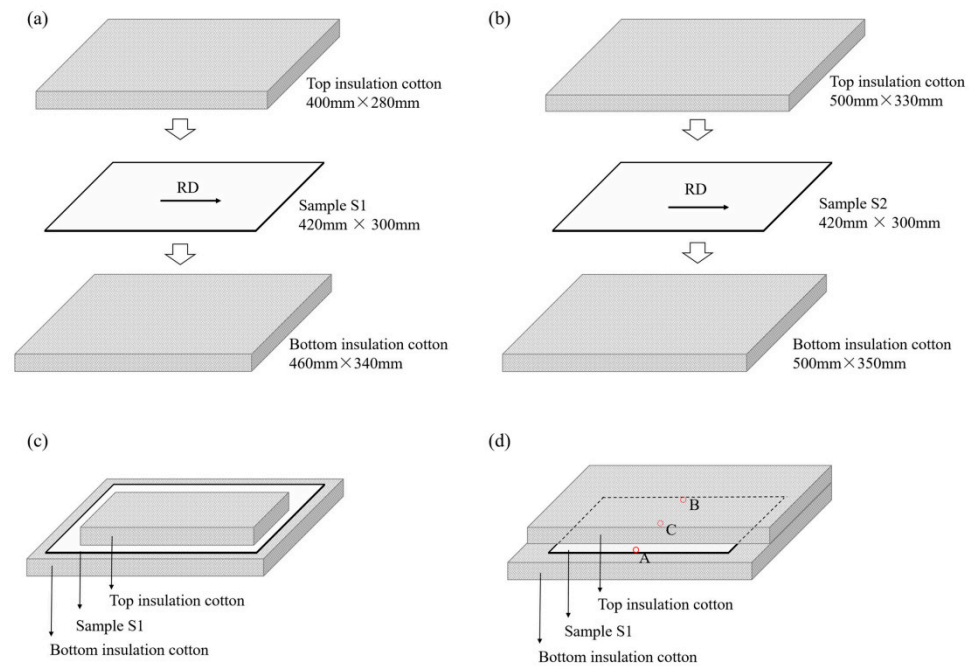 (a)
Top insulation cotton
400mm×280mm
RD
Sample S1
420mm × 300mm
Bottom insulation cotton
460mm×340mm
(b)
Top insulation cotton
500mm×330mm
RD
Sample S2
420mm × 300mm
Bottom insulation cotton
500mm×350mm
(c)
Top insulation cotton
Sample S1
Bottom insulation cotton
(d)
B
C
A
Top insulation cotton
Sample S1
Bottom insulation cotton